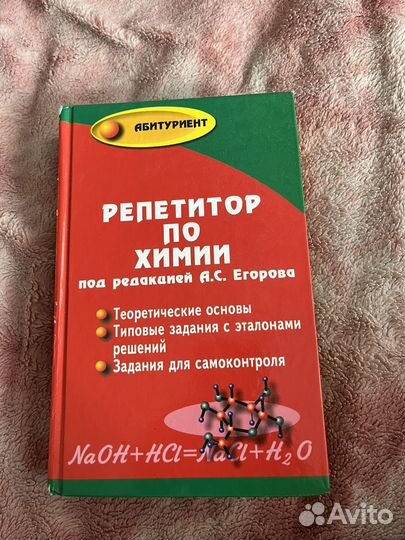 АБИТУРИЕНТ
РЕПЕТИТОР
ПО
ХИМИИ
под редакцией А.С. Егорова
Теоретические основы
Типовые задания с эталонами
решений
Задания для самоконтроля
NaOH+HCl=NaCl+H₂O
Avito